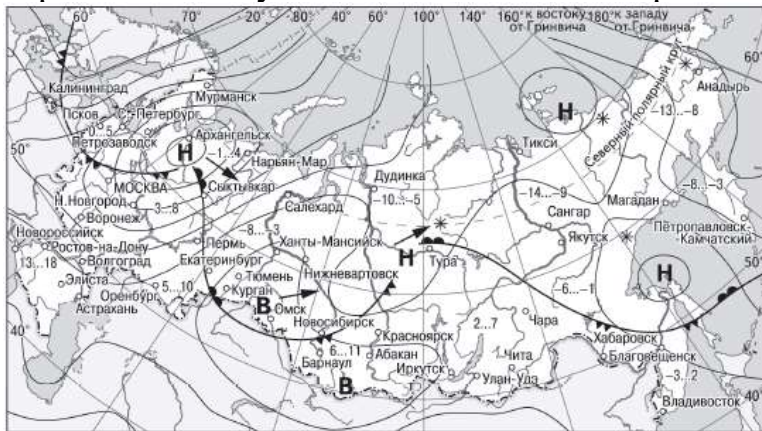 60°
70°
20°
80°
40°
60°
100°
140°
160°
к востоку
180°
к западу
от Гринвича
от Гринвича
60°
Калининград
Мурманск
Северный полярный круг
Анадырь
Псков
С.-Петербург
0...5
Архангельск
Н
–13...–8
Петрозаводск
Н
–1...4
Нарьян-Мар
Тикси
50°
Дудинка
МОСКВА
Сыктывкар
–10...–5
–14...–9
Магадан
–8...–3
Н.Новгород
3...8
Салехард
Сангар
Воронеж
Петропавловск-
Камчатский
Новороссийск
Пермь
–8...–3
Ханты-Мансийск
Якутск
Ростов-на-Дону
Екатеринбург
Н
Тура
50°
13...18
Волгоград
Тюмень
Нижневартовск
Н
Элиста
5...10
Курган
В
–6...–1
Оренбург
Омск
2...7
Астрахань
Новосибирск
Чара
40°
Красноярск
Хабаровск
6...11
Абакан
Чита
Благовещенск
Барнаул
Иркутск
Улан-Удэ
–3...2
В
Владивосток
40°